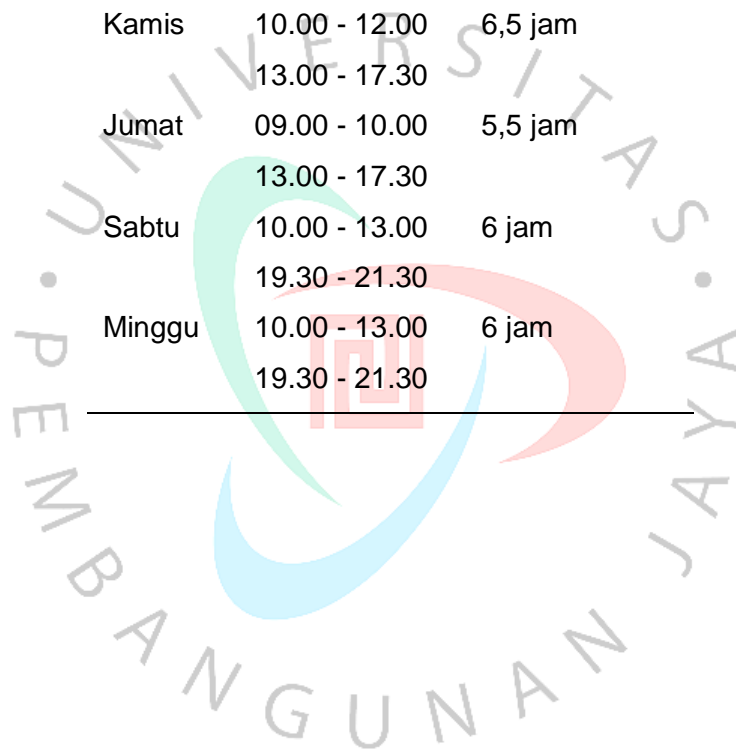 Kamis 10.00 - 12.00 6,5 jam
13.00 - 17.30
Jumat 09.00 - 10.00 5,5 jam
13.00 - 17.30
Sabtu 10.00 - 13.00 6 jam
19.30 - 21.30
Minggu 10.00 - 13.00 6 jam
19.30 - 21.30
UNIVERSITAS • PEMBANGUNAN JAYA •